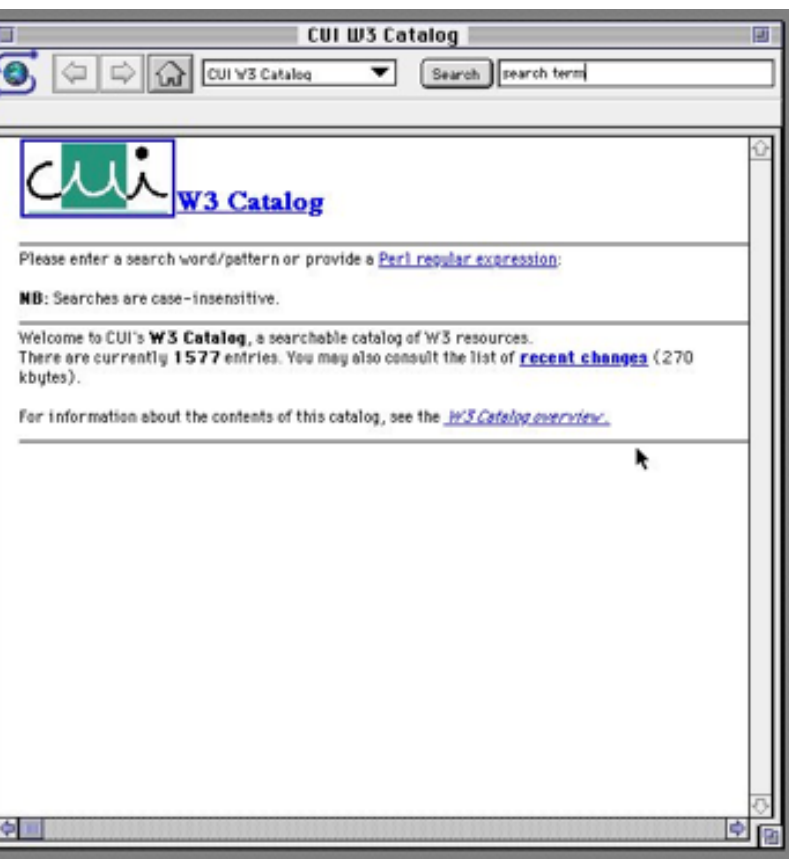 CUI W3 Catalog
CUI W3 Catalog
Search
search term
cui W3 Catalog
Please enter a search word/pattern or provide a Perl regular expression:
NB: Searches are case-insensitive.
Welcome to CUI's W3 Catalog, a searchable catalog of W3 resources.
There are currently 1577 entries. You may also consult the list of recent changes (270
kbytes).
For information about the contents of this catalog, see the W3 Catalog overview.